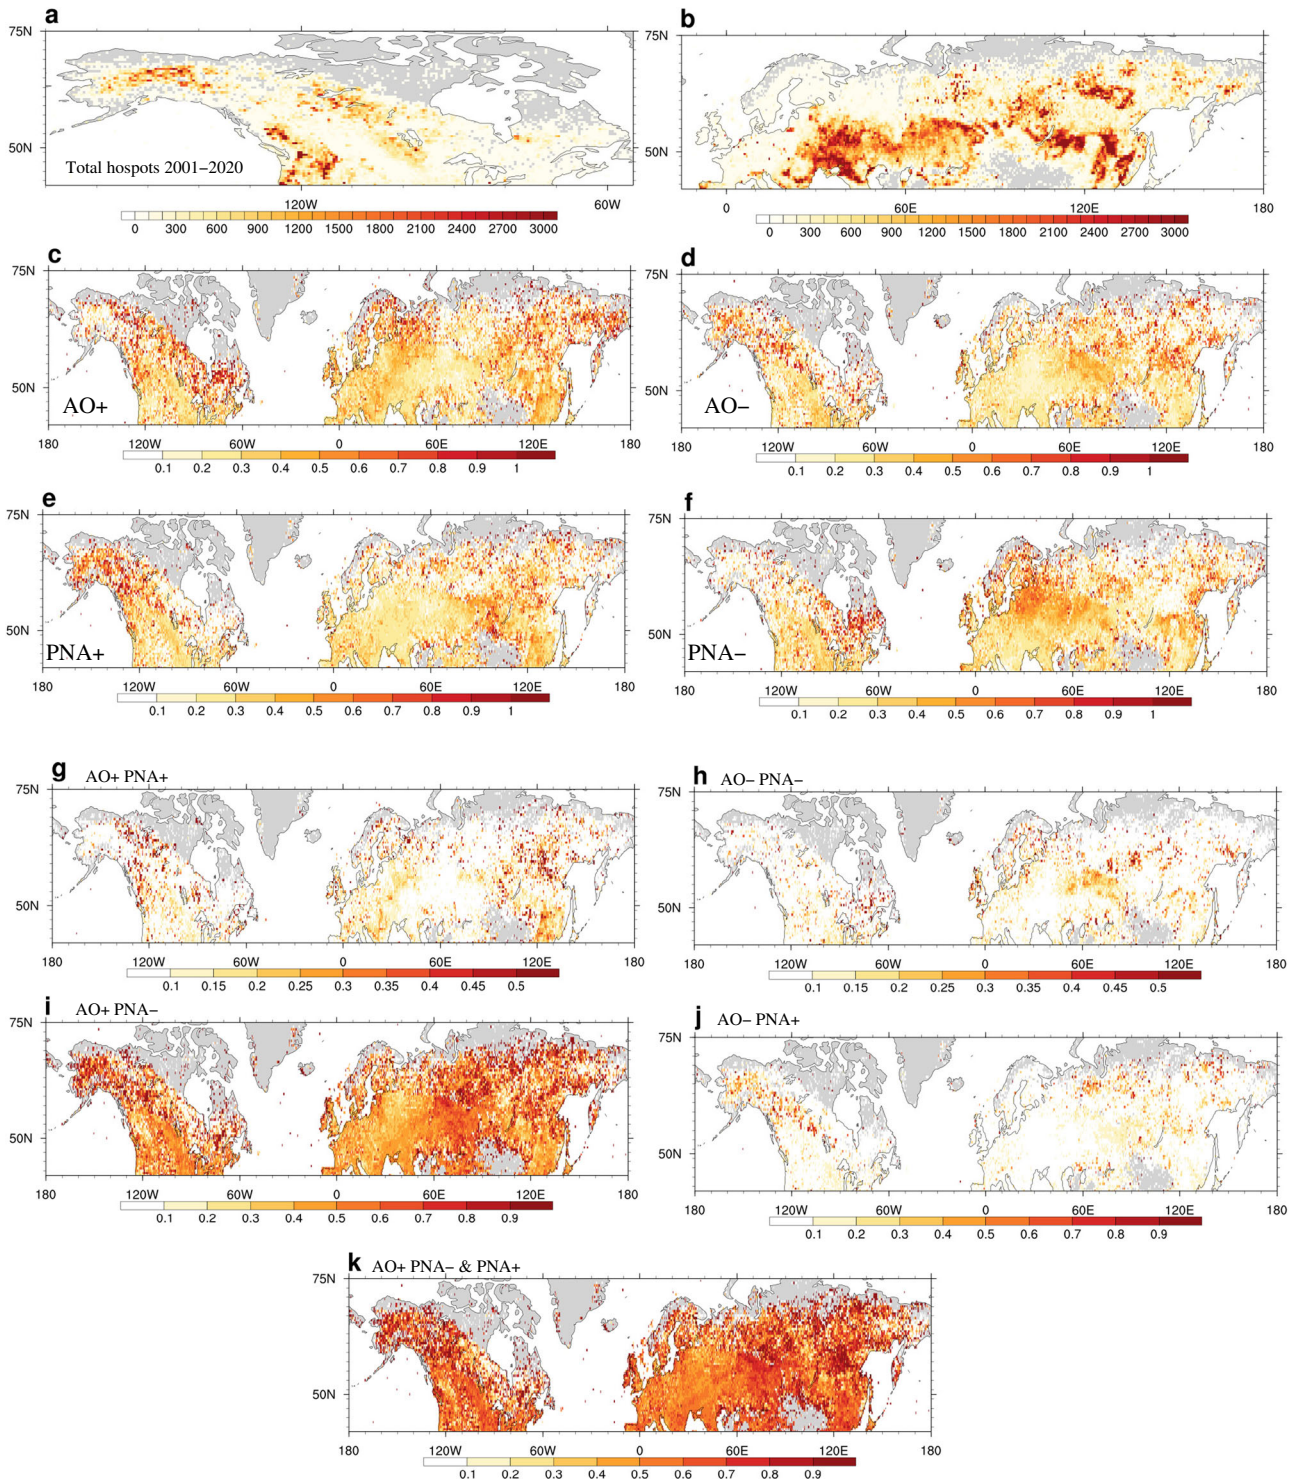 a
75N
50N
Total hospots 2001−2020
120W 60W
0 300 600 900 1200 1500 1800 2100 2400 2700 3000
b
75N
50N
0 60E 120E 180
0 300 600 900 1200 1500 1800 2100 2400 2700 3000
c
75N
50N
AO+
180 120W 60W 0 60E 120E 180
0.1 0.2 0.3 0.4 0.5 0.6 0.7 0.8 0.9 1
d
75N
50N
AO−
180 120W 60W 0 60E 120E 180
0.1 0.2 0.3 0.4 0.5 0.6 0.7 0.8 0.9 1
e
75N
50N
PNA+
180 120W 60W 0 60E 120E 180
0.1 0.2 0.3 0.4 0.5 0.6 0.7 0.8 0.9 1
f
75N
50N
PNA−
180 120W 60W 0 60E 120E 180
0.1 0.2 0.3 0.4 0.5 0.6 0.7 0.8 0.9 1
g AO+ PNA+
75N
50N
180 120W 60W 0 60E 120E 180
0.1 0.15 0.2 0.25 0.3 0.35 0.4 0.45 0.5
h AO− PNA−
75N
50N
180 120W 60W 0 60E 120E 180
0.1 0.15 0.2 0.25 0.3 0.35 0.4 0.45 0.5
i AO+ PNA−
75N
50N
180 120W 60W 0 60E 120E 180
0.1 0.2 0.3 0.4 0.5 0.6 0.7 0.8 0.9
j AO− PNA+
75N
50N
180 120W 60W 0 60E 120E 180
0.1 0.2 0.3 0.4 0.5 0.6 0.7 0.8 0.9
k AO+ PNA− & PNA+
75N
50N
180 120W 60W 0 60E 120E 180
0.1 0.2 0.3 0.4 0.5 0.6 0.7 0.8 0.9